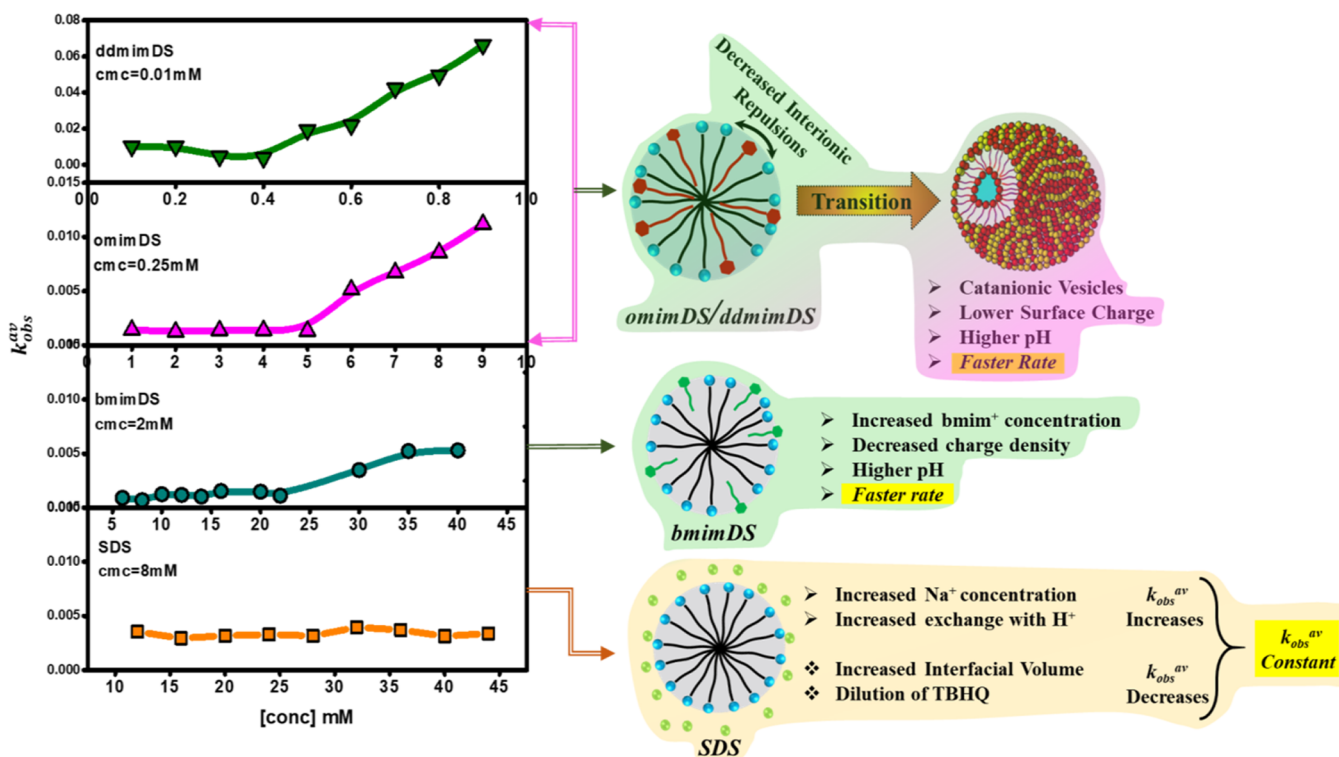 0.08
0.06
0.04
0.02
0.00
ddmimDS
cmc=0.01mM
0.0
0.2
0.4
0.6
0.8
1.0
0.015
0.010
0.005
omimDS
cmc=0.25mM
0
1
2
3
4
5
6
7
8
9
10
k_obs^av
0.010
0.005
bmimDS
cmc=2mM
5
10
15
20
25
30
35
40
45
0.010
0.005
0.000
SDS
cmc=8mM
10
15
20
25
30
35
40
45
[conc] mM
Decreased Interionic
Repulsions
Transition
omimDS/ddmimDS
➢ Catanionic Vesicles
➢ Lower Surface Charge
➢ Higher pH
➢ Faster Rate
➢ Increased bmim⁺ concentration
➢ Decreased charge density
➢ Higher pH
➢ Faster rate
bmimDS
➢ Increased Na⁺ concentration
➢ Increased exchange with H⁺
k_obs^av
Increases
❖ Increased Interfacial Volume
❖ Dilution of TBHQ
k_obs^av
Decreases
k_obs^av
Constant
SDS